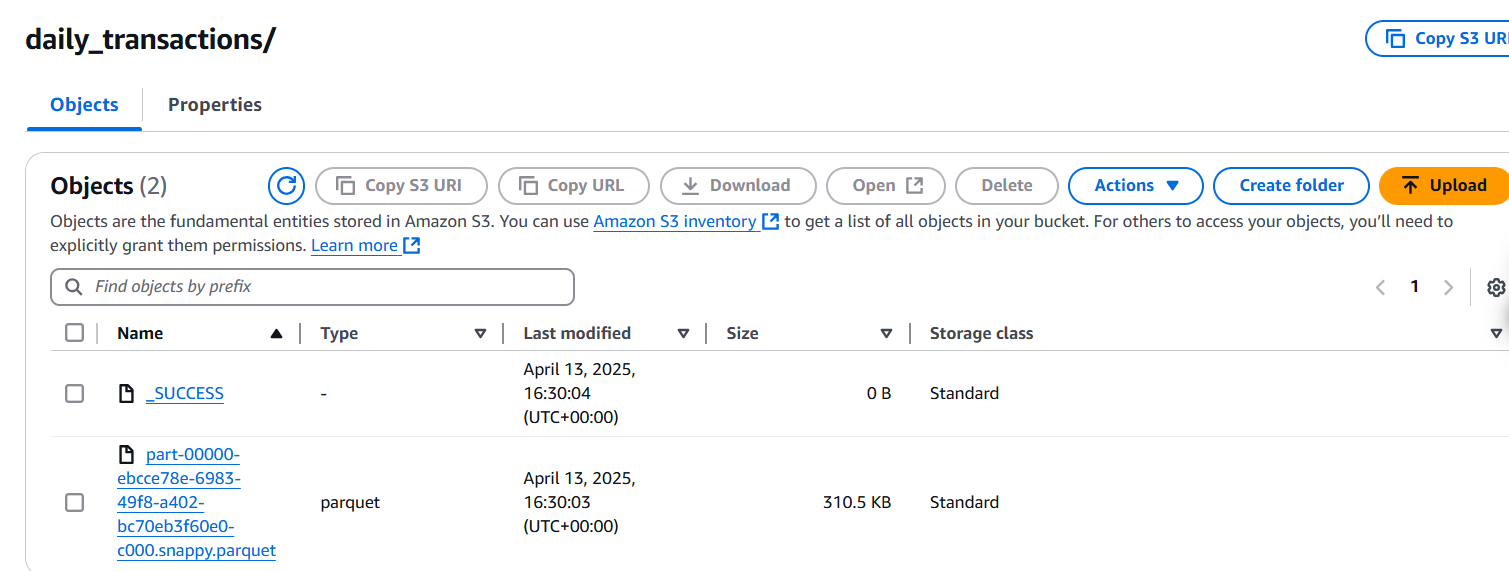 daily_transactions/
Copy S3 URI
Objects
Properties
Objects (2)
Copy S3 URI
Copy URL
Download
Open
Delete
Actions
Create folder
Upload
Objects are the fundamental entities stored in Amazon S3. You can use Amazon S3 inventory to get a list of all objects in your bucket. For others to access your objects, you’ll need to
explicitly grant them permissions. Learn more
Find objects by prefix
1
Name
Type
Last modified
Size
Storage class
_SUCCESS
-
April 13, 2025,
16:30:04
(UTC+00:00)
0 B
Standard
part-00000-
ebcce78e-6983-
49f8-a402-
bc70eb3f60e0-
c000.snappy.parquet
parquet
April 13, 2025,
16:30:03
(UTC+00:00)
310.5 KB
Standard